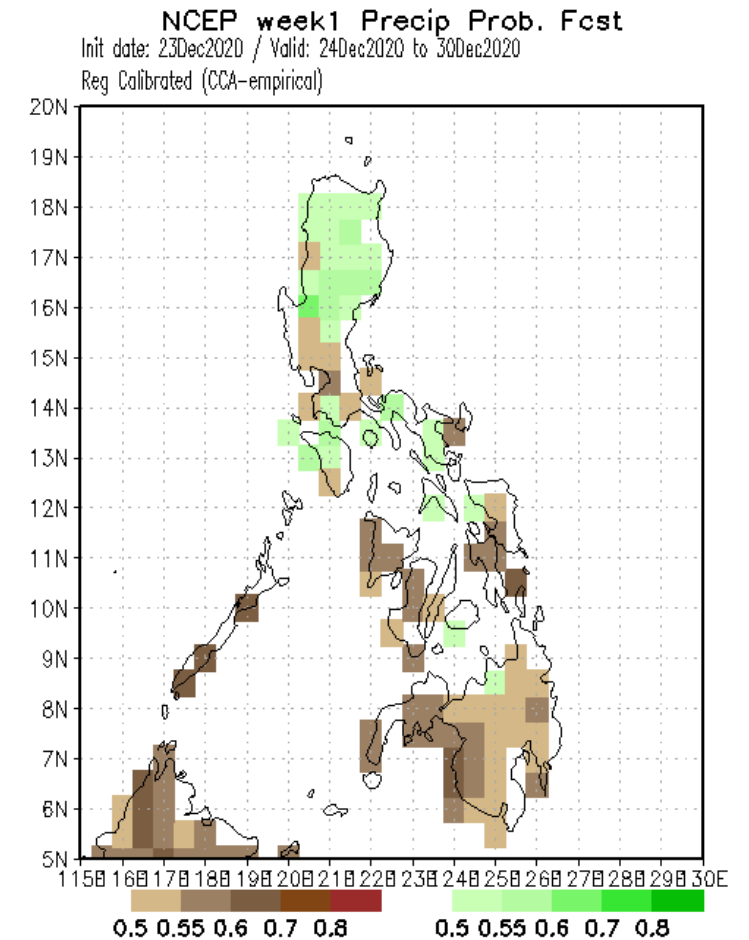 NCEP week1 Precip Prob. Fcst
Init date: 23Dec2020 / Valid: 24Dec2020 to 30Dec2020
Reg Calibrated (CCA-empirical)
20N
19N
18N
17N
16N
15N
14N
13N
12N
11N
10N
9N
8N
7N
6N
5N
115E 116E 117E 118E 119E 120E 121E 122E 123E 124E 125E 126E 127E 128E 129E 130E
0.5 0.55 0.6 0.7 0.8 0.5 0.55 0.6 0.7 0.8